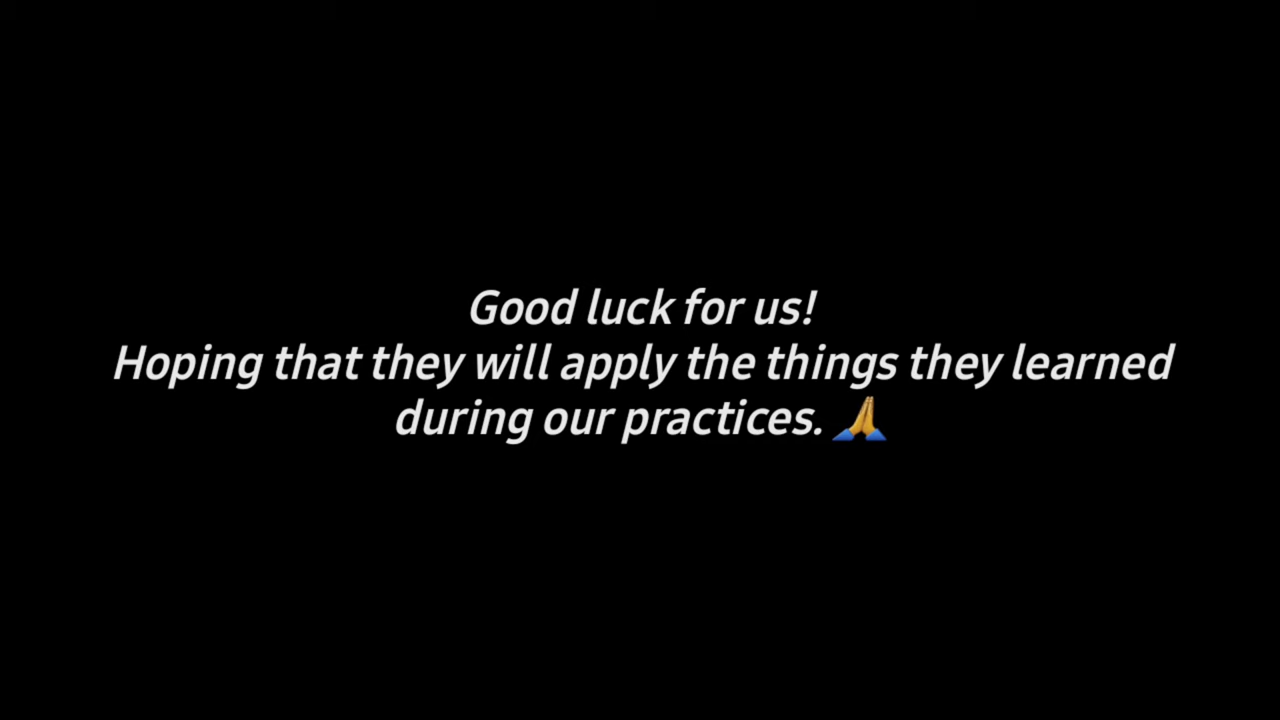 Good luck for us!
Hoping that they will apply the things they learned
during our practices. 🙏